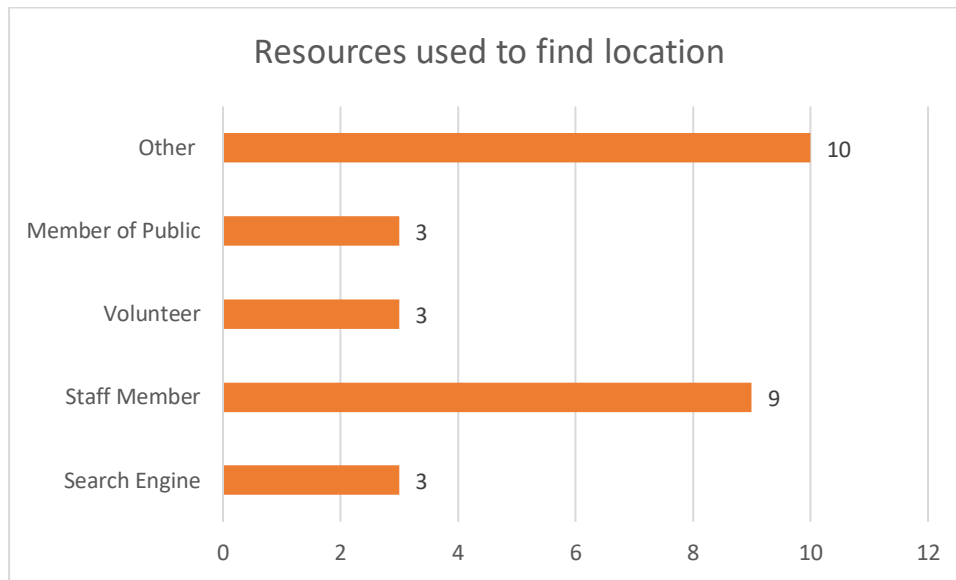 Resources used to find location
Other 10
Member of Public 3
Volunteer 3
Staff Member 9
Search Engine 3
0 2 4 6 8 10 12